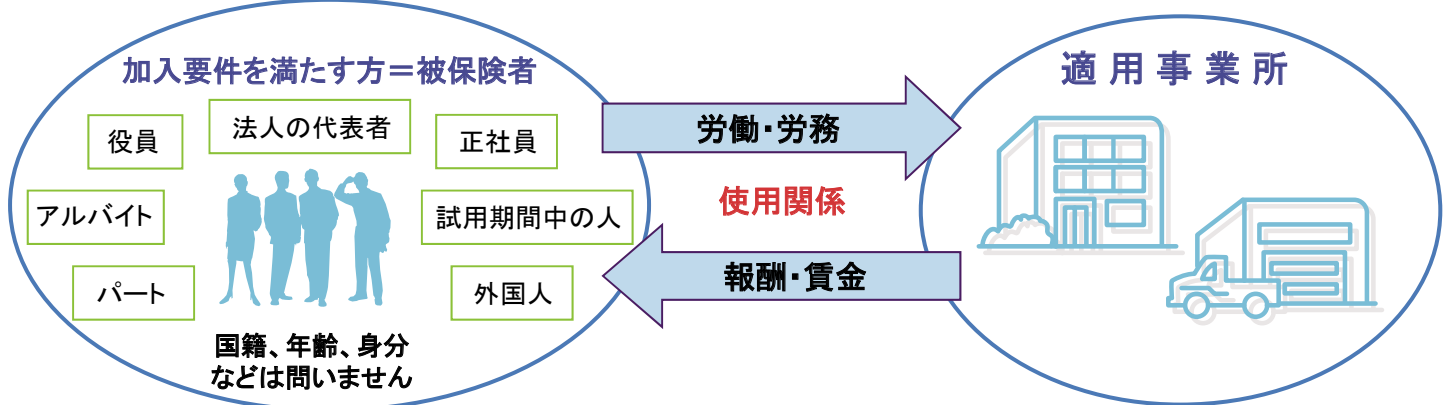 加入要件を満たす方＝被保険者
役員
法人の代表者
正社員
アルバイト
試用期間中の人
パート
外国人
国籍、年齢、身分
などは問いません
労働・労務
使用関係
報酬・賃金
適用事業所